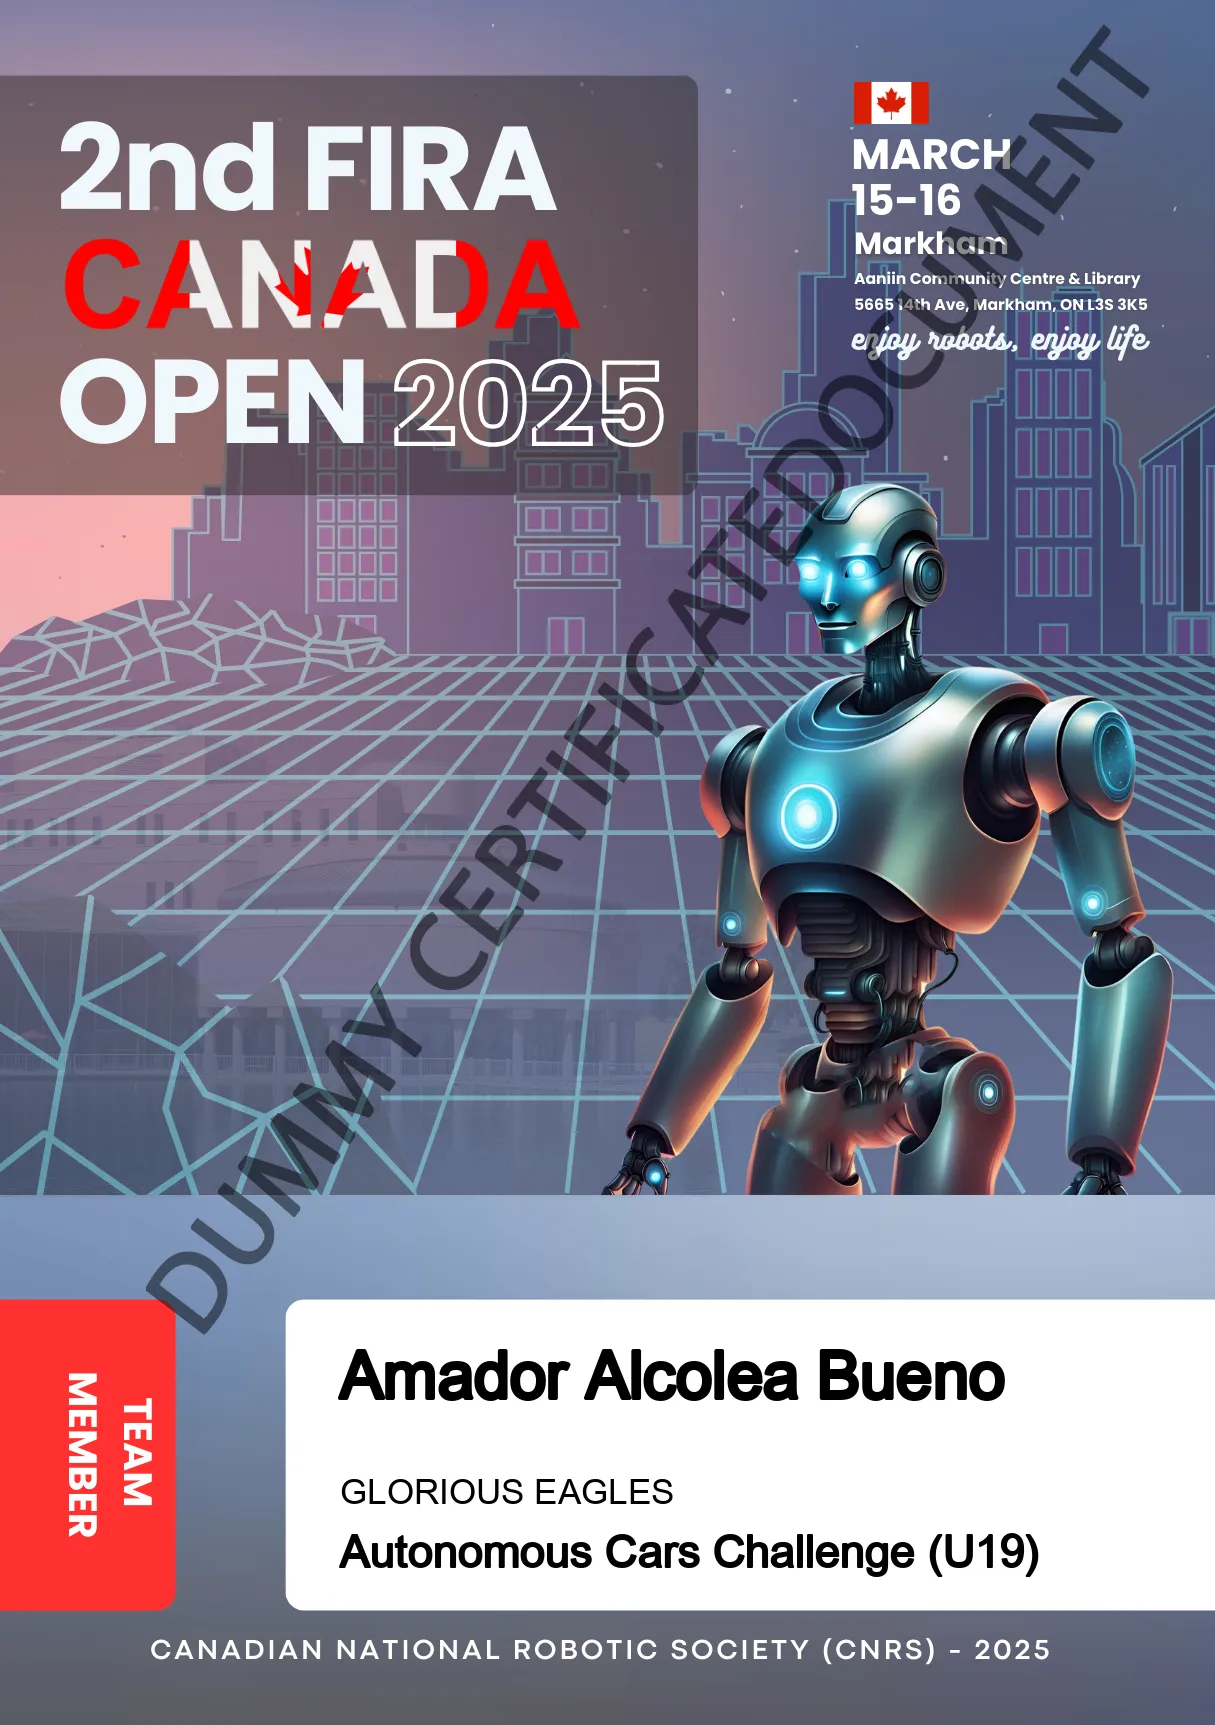 2nd FIRA
CANADA
OPEN 2025
MARCH
15-16
Markham
Aaniin Community Centre & Library
5665 14th Ave, Markham, ON L3S 3K5
enjoy robots, enjoy life
DUMMY CERTIFICATEDOCUMENT
TEAM
MEMBER
Amador Alcolea Bueno
GLORIOUS EAGLES
Autonomous Cars Challenge (U19)
CANADIAN NATIONAL ROBOTIC SOCIETY (CNRS) - 2025